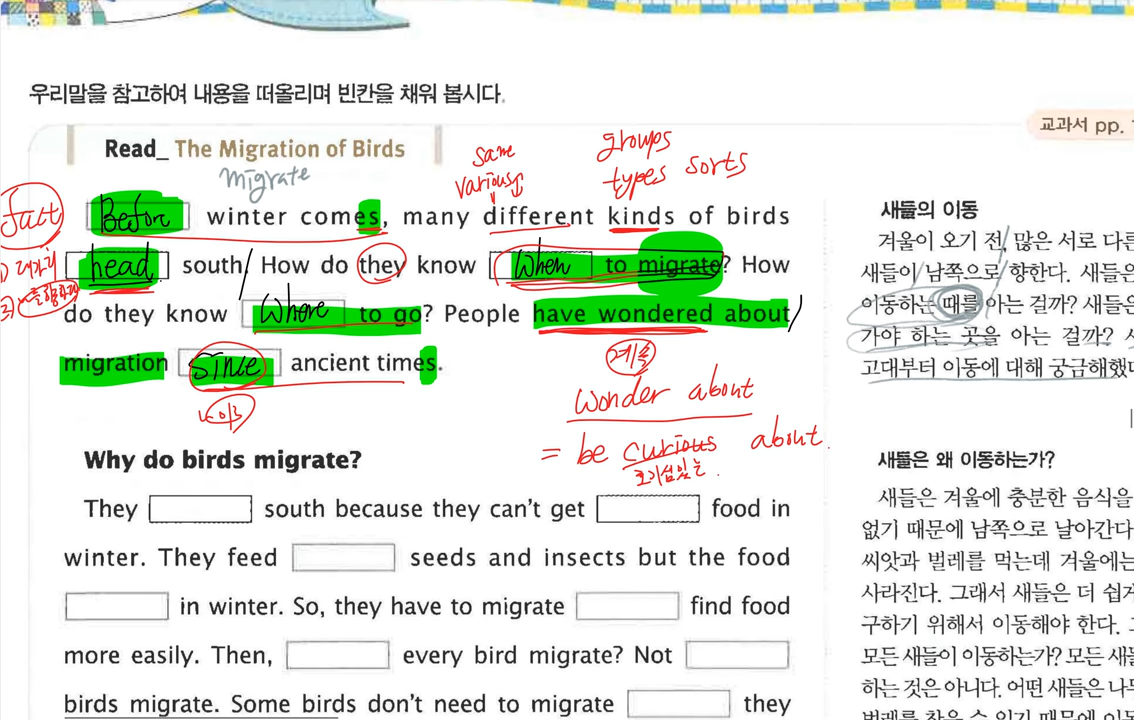 우리말을 참고하여 내용을 떠올리며 빈칸을 채워 봅시다.
교과서 pp.
Read_ The Migration of Birds
migrate
same
various
groups
types sorts
fact
Before winter comes, many different kinds of birds
head south. How do they know When to migrate? How
1) 대가리
do they know Where to go? People have wondered about
migration since ancient times.
계속
wonder about
= be curious about.
호기심있는.
Why do birds migrate?
They south because they can't get food in
winter. They feed seeds and insects but the food
in winter. So, they have to migrate find food
more easily. Then, every bird migrate? Not
birds migrate. Some birds don't need to migrate they
새들의 이동
겨울이 오기 전, 많은 서로 다른
새들이 남쪽으로 향한다. 새들은
이동하는 때를 아는 걸까? 새들은
가야 하는 곳을 아는 걸까?
고대부터 이동에 대해 궁금해했
새들은 왜 이동하는가?
새들은 겨울에 충분한 음식을
없기 때문에 남쪽으로 날아간다
씨앗과 벌레를 먹는데 겨울에는
사라진다. 그래서 새들은 더 쉽게
구하기 위해서 이동해야 한다.
모든 새들이 이동하는가? 모든 새
하는 것은 아니다. 어떤 새들은 나무